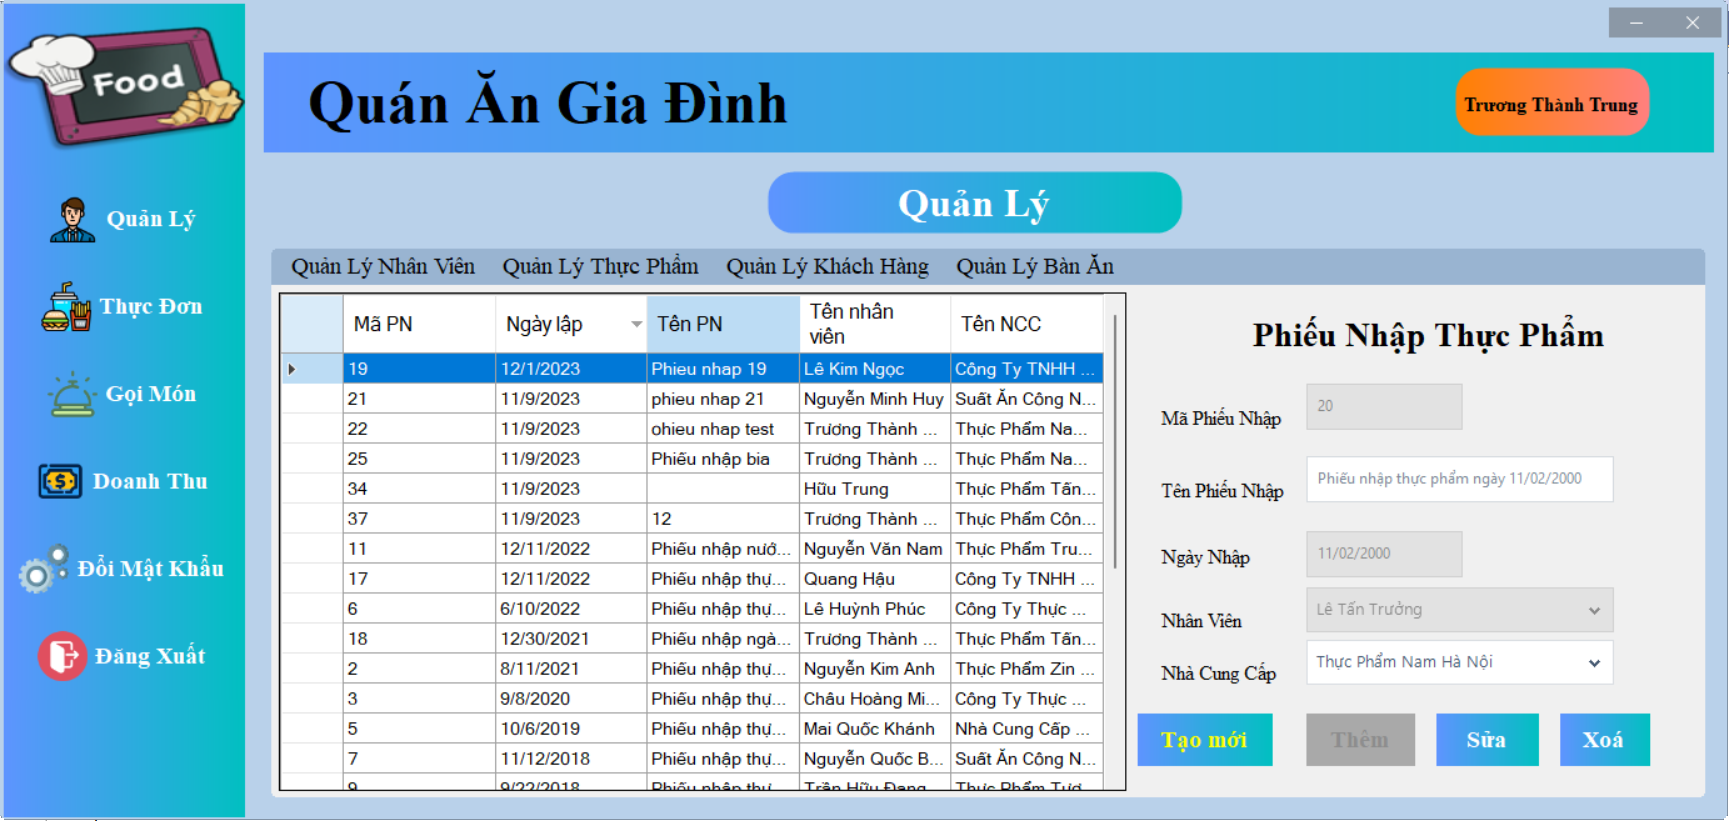 Food
Quán Ăn Gia Đình
Trương Thành Trung
Quản Lý
Thực Đơn
Gọi Món
Doanh Thu
Đổi Mật Khẩu
Đăng Xuất
Quản Lý
Quản Lý Nhân Viên Quản Lý Thực Phẩm Quản Lý Khách Hàng Quản Lý Bàn Ăn
Mã PN Ngày lập Tên PN Tên nhân viên Tên NCC
19 12/1/2023 Phieu nhap 19 Lê Kim Ngọc Công Ty TNHH ...
21 11/9/2023 phieu nhap 21 Nguyễn Minh Huy Suất Ăn Công N...
22 11/9/2023 ohieu nhap test Trương Thành ... Thực Phẩm Na...
25 11/9/2023 Phiếu nhập bia Trương Thành ... Thực Phẩm Na...
34 11/9/2023 Hữu Trung Thực Phẩm Tấn...
37 11/9/2023 12 Trương Thành ... Thực Phẩm Côn...
11 12/11/2022 Phiếu nhập nướ... Nguyễn Văn Nam Thực Phẩm Tru...
17 12/11/2022 Phiếu nhập thự... Quang Hậu Công Ty TNHH ...
6 6/10/2022 Phiếu nhập thự... Lê Huỳnh Phúc Công Ty Thực ...
18 12/30/2021 Phiếu nhập ngà... Trương Thành ... Thực Phẩm Tấn...
2 8/11/2021 Phiếu nhập thự... Nguyễn Kim Anh Thực Phẩm Zin ...
3 9/8/2020 Phiếu nhập thự... Châu Hoàng Mi... Công Ty Thực ...
5 10/6/2019 Phiếu nhập thự... Mai Quốc Khánh Nhà Cung Cấp ...
7 11/12/2018 Phiếu nhập thự... Nguyễn Quốc B... Suất Ăn Công N...
9 9/22/2018 Phiếu nhập thự... Trần Hữu Đang Thực Phẩm Tươ...
Phiếu Nhập Thực Phẩm
Mã Phiếu Nhập 20
Tên Phiếu Nhập Phiếu nhập thực phẩm ngày 11/02/2000
Ngày Nhập 11/02/2000
Nhân Viên Lê Tấn Trưởng
Nhà Cung Cấp Thực Phẩm Nam Hà Nội
Tạo mới Thêm Sửa Xoá